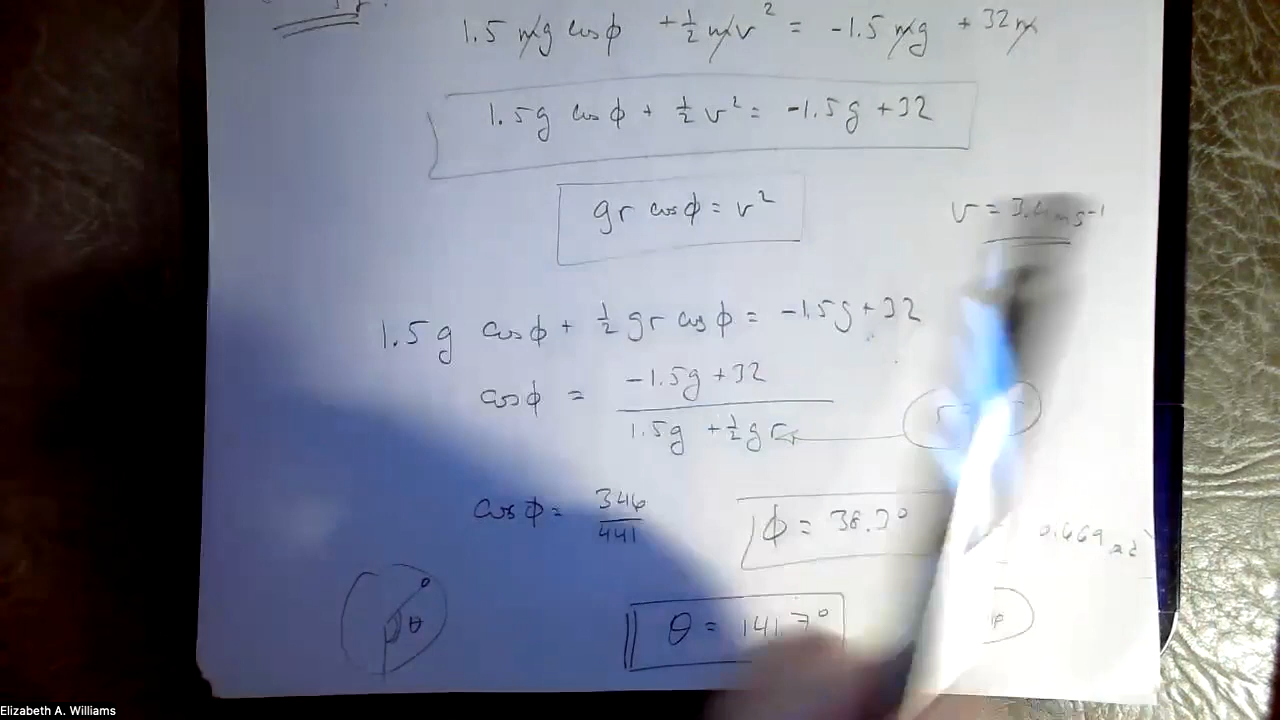 1.5 mg cos ϕ + ½ mv² = -1.5 mg + 32 m
1.5g cos ϕ + ½ v² = -1.5g + 32
gr cos ϕ = v²
v =
1.5g cos ϕ + ½ gr cos ϕ = -1.5g + 32
cos ϕ = (-1.5g + 32) / (1.5g + ½ gr)
cos ϕ = 346/441
ϕ = 38.3°
θ
θ = 141.7°
Elizabeth A. Williams